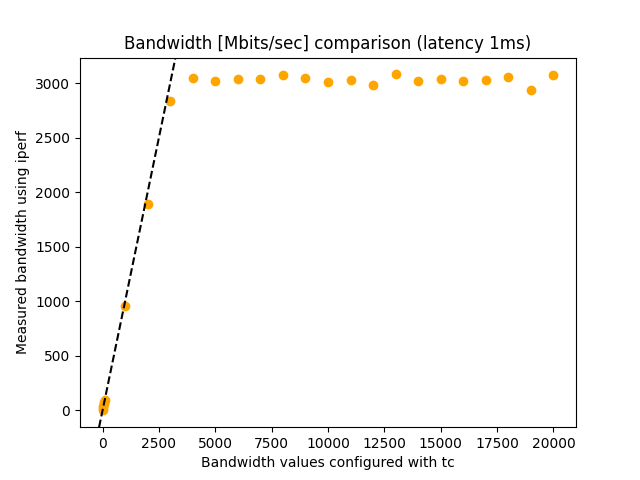 Bandwidth [Mbits/sec] comparison (latency 1ms)
Measured bandwidth using iperf
3000
2500
2000
1500
1000
500
0
0 2500 5000 7500 10000 12500 15000 17500 20000
Bandwidth values configured with tc